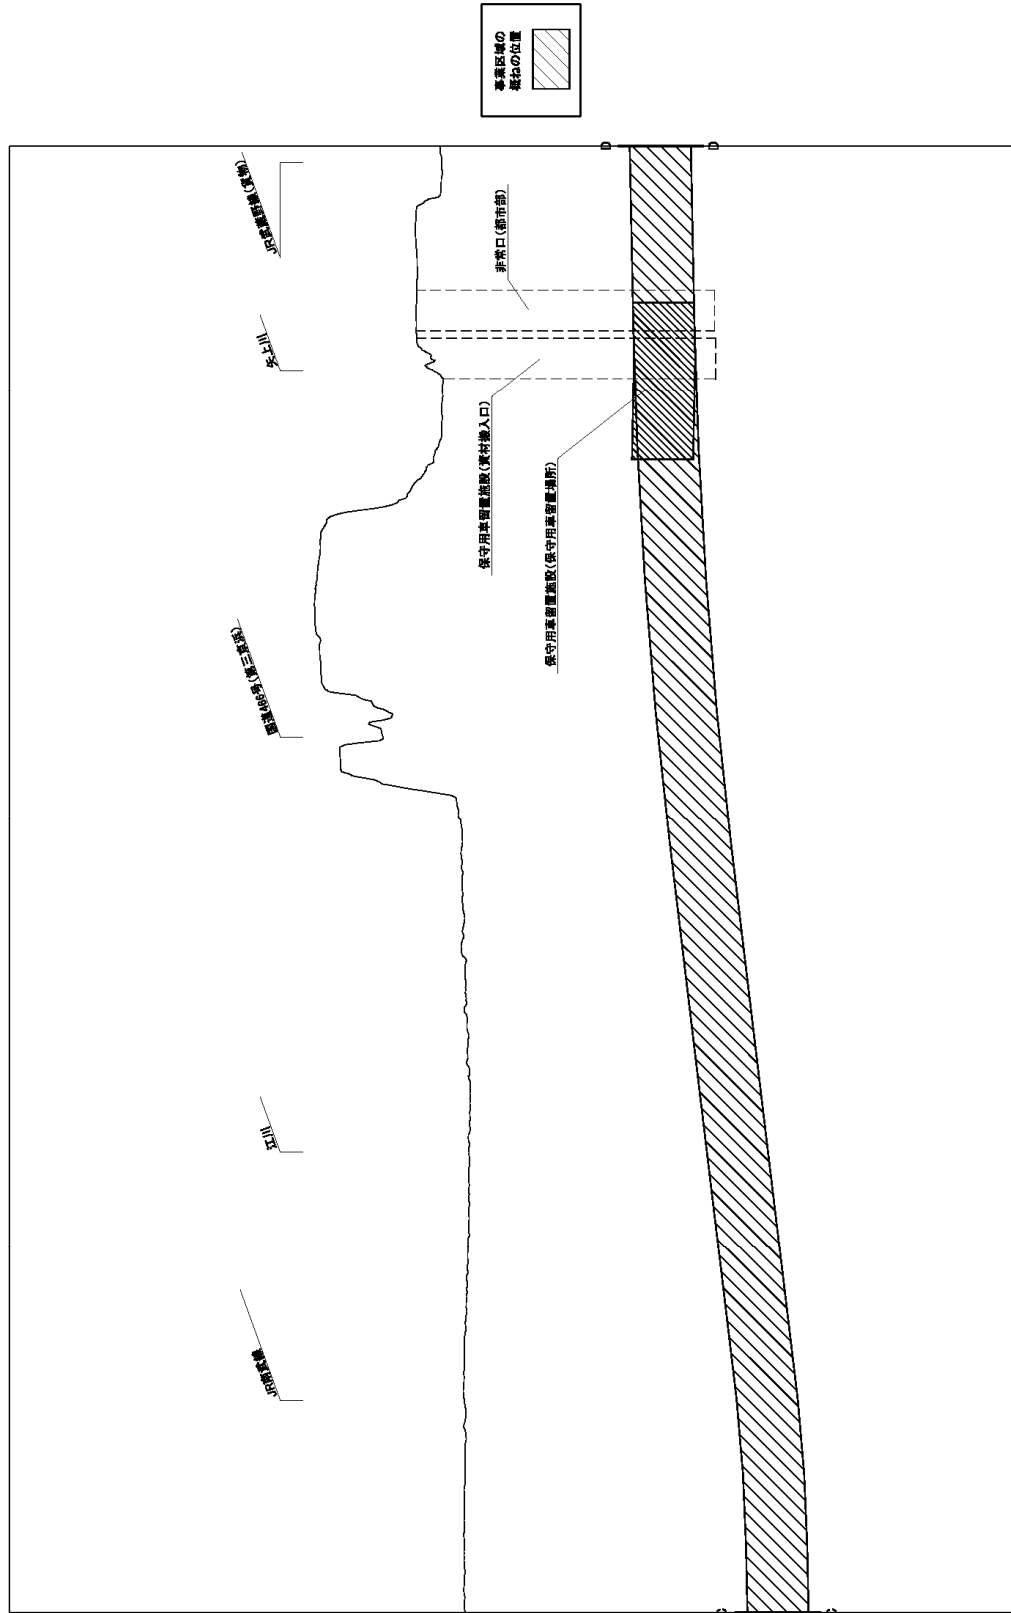 事業区域の
概ねの位置
JR武蔵野線(貨物)
矢上川
国道466号(第三京浜)
江川
JR南武線
非常口(都市部)
保守用車留置施設(資材搬入口)
保守用車留置施設(保守用車留置場所)
D
D
C
C